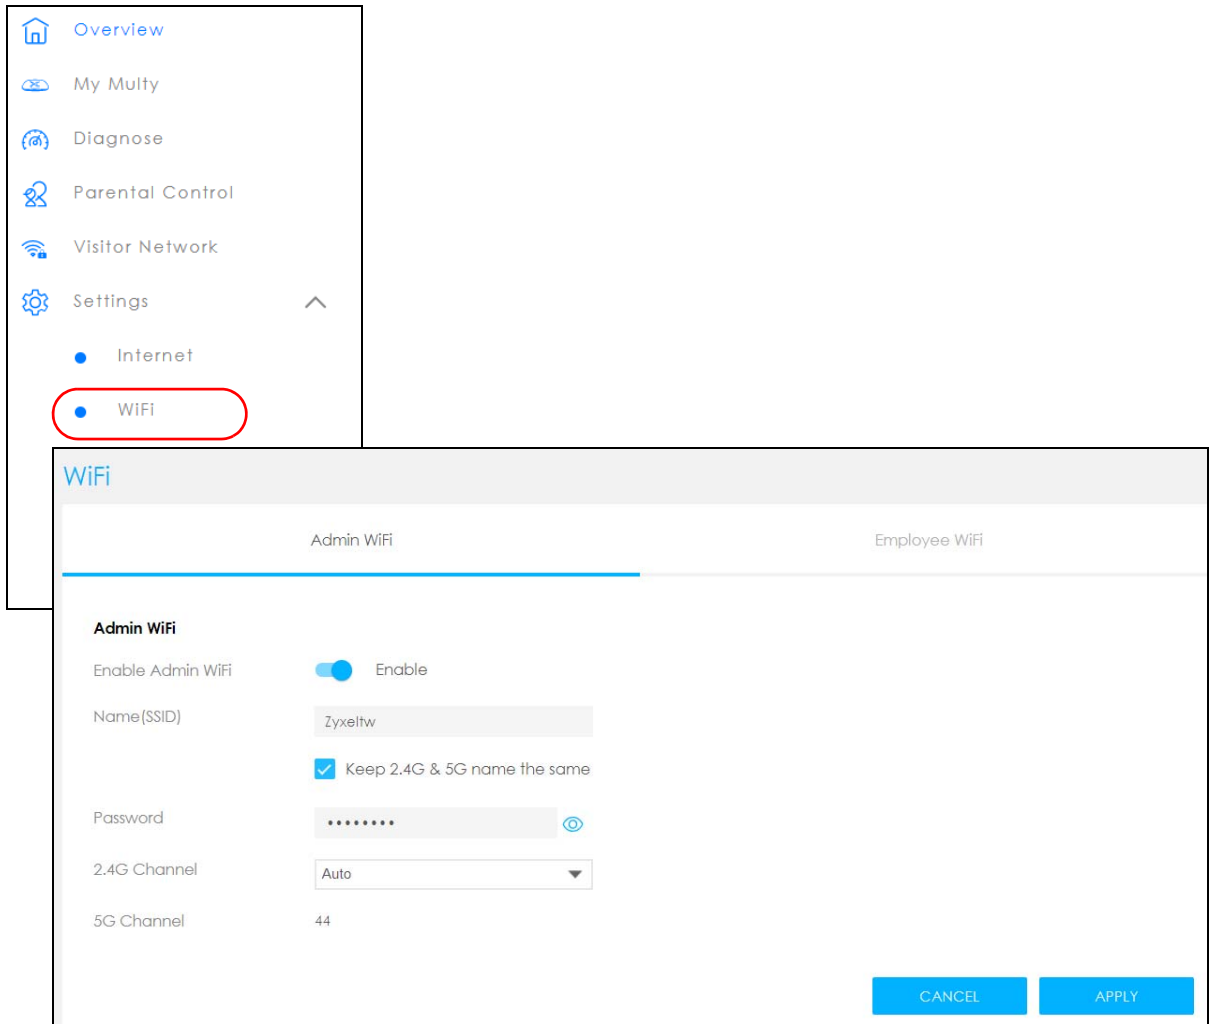 Overview
My Multy
Diagnose
Parental Control
Visitor Network
Settings
Internet
WiFi
WiFi
Admin WiFi
Employee WiFi
Admin WiFi
Enable Admin WiFi
Enable
Name(SSID)
Zyxeltw
Keep 2.4G & 5G name the same
Password
••••••••
2.4G Channel
Auto
5G Channel
44
CANCEL
APPLY